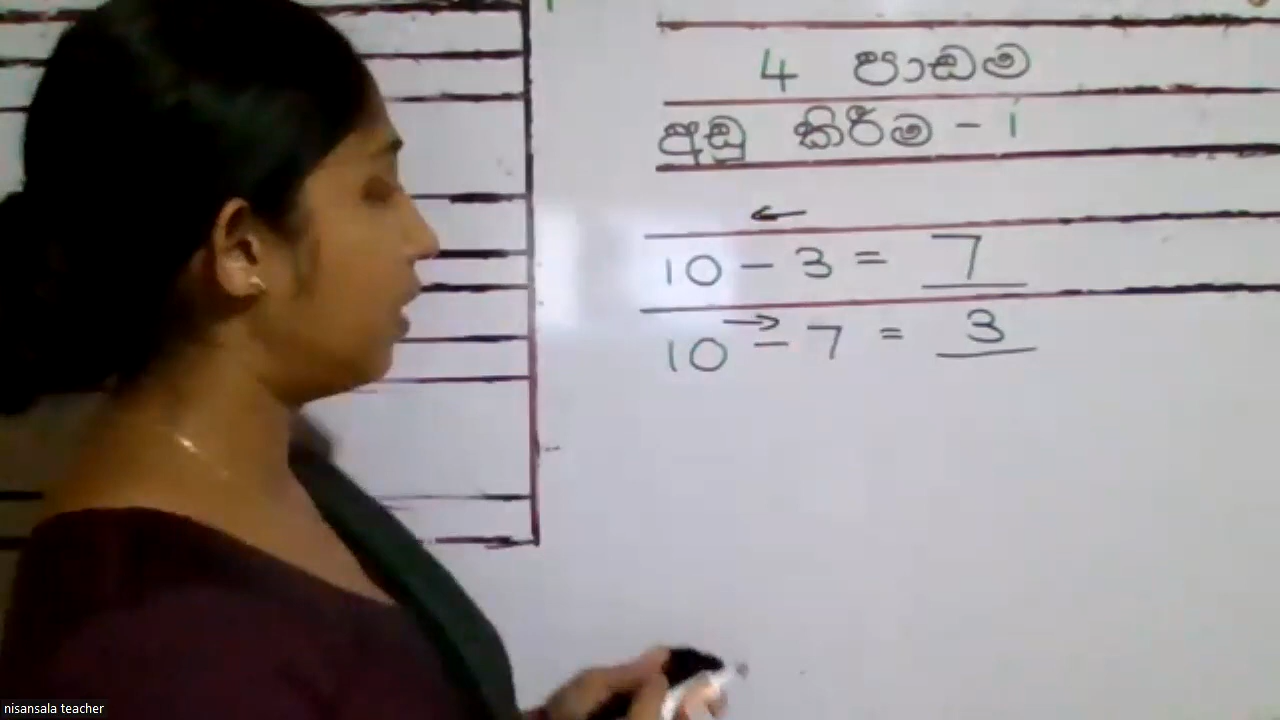 4 පාඩම
අඩු කිරීම - 1
←
10 - 3 = 7
→
10 - 7 = 3
nisansala teacher